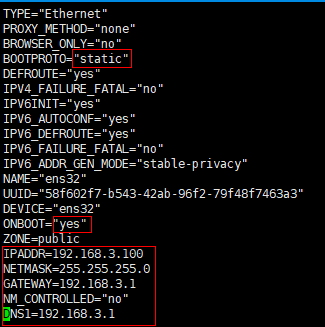 TYPE="Ethernet"
PROXY_METHOD="none"
BROWSER_ONLY="no"
BOOTPROTO="static"
DEFROUTE="yes"
IPV4_FAILURE_FATAL="no"
IPV6INIT="yes"
IPV6_AUTOCONF="yes"
IPV6_DEFROUTE="yes"
IPV6_FAILURE_FATAL="no"
IPV6_ADDR_GEN_MODE="stable-privacy"
NAME="ens32"
UUID="58f602f7-b543-42ab-96f2-79f48f7463a3"
DEVICE="ens32"
ONBOOT="yes"
ZONE=public
IPADDR=192.168.3.100
NETMASK=255.255.255.0
GATEWAY=192.168.3.1
NM_CONTROLLED="no"
DNS1=192.168.3.1